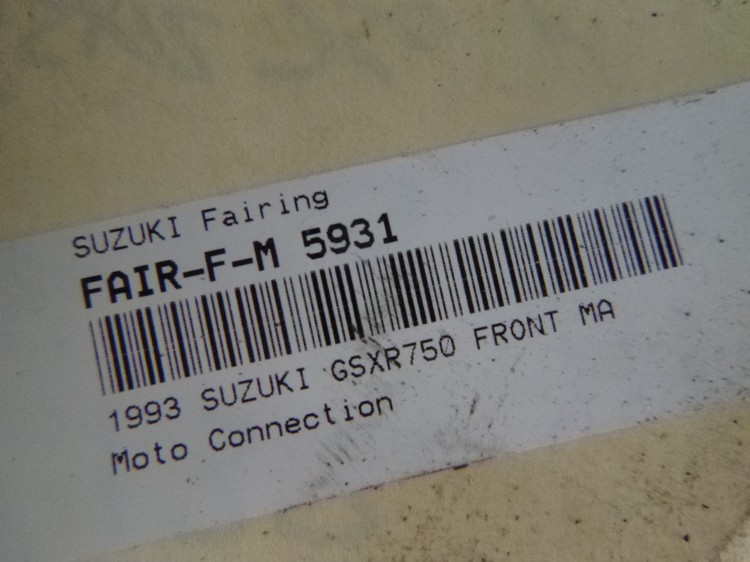 SUZUKI Fairing
FAIR-F-M 5931
1993 SUZUKI GSXR750 FRONT MA
Moto Connection